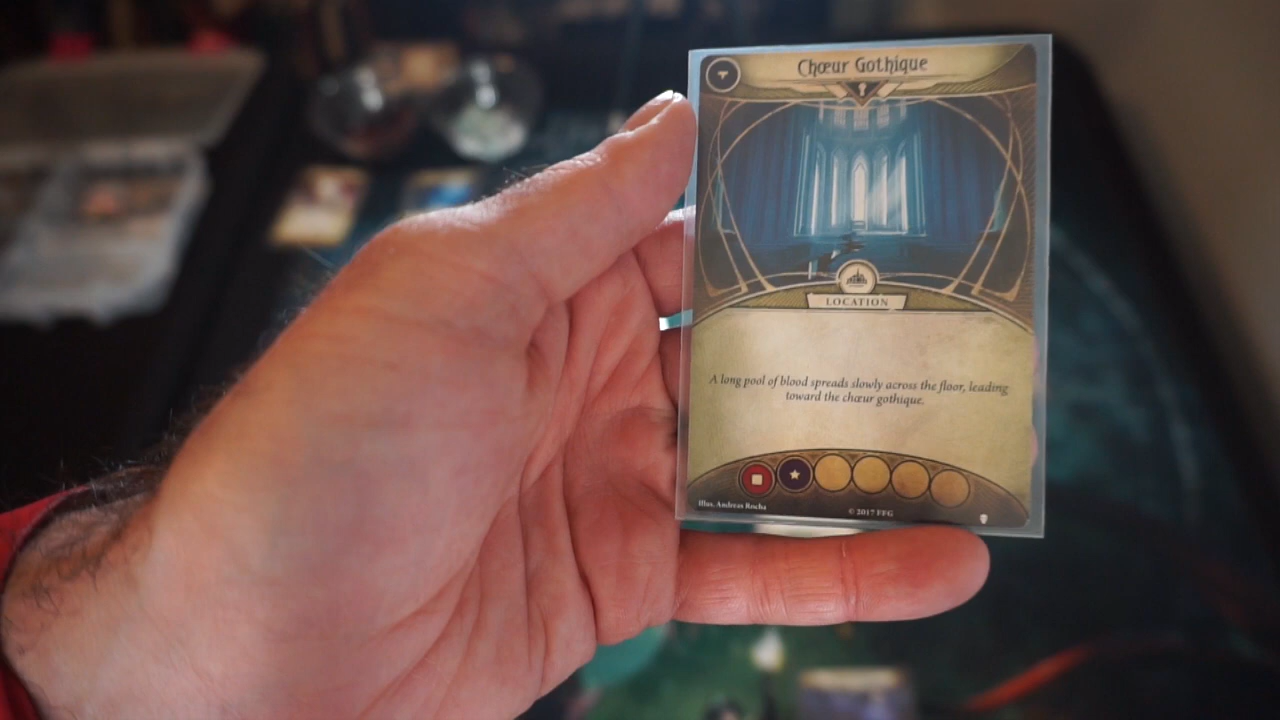 Chœur Gothique
LOCATION
A long pool of blood spreads slowly across the floor, leading
toward the chœur gothique.
Illus. Andreas Rocha
© 2017 FFG